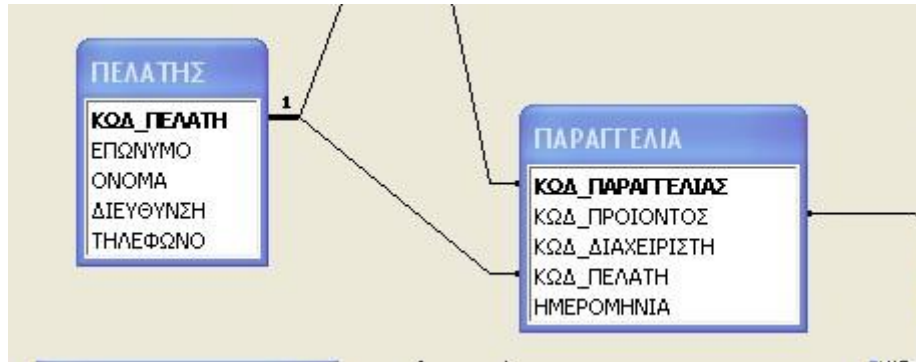 ΠΕΛΑΤΗΣ
ΚΩΔ_ΠΕΛΑΤΗ
ΕΠΩΝΥΜΟ
ΟΝΟΜΑ
ΔΙΕΥΘΥΝΣΗ
ΤΗΛΕΦΩΝΟ
1
ΠΑΡΑΓΓΕΛΙΑ
ΚΩΔ_ΠΑΡΑΓΓΕΛΙΑΣ
ΚΩΔ_ΠΡΟΙΟΝΤΟΣ
ΚΩΔ_ΔΙΑΧΕΙΡΙΣΤΗ
ΚΩΔ_ΠΕΛΑΤΗ
ΗΜΕΡΟΜΗΝΙΑ